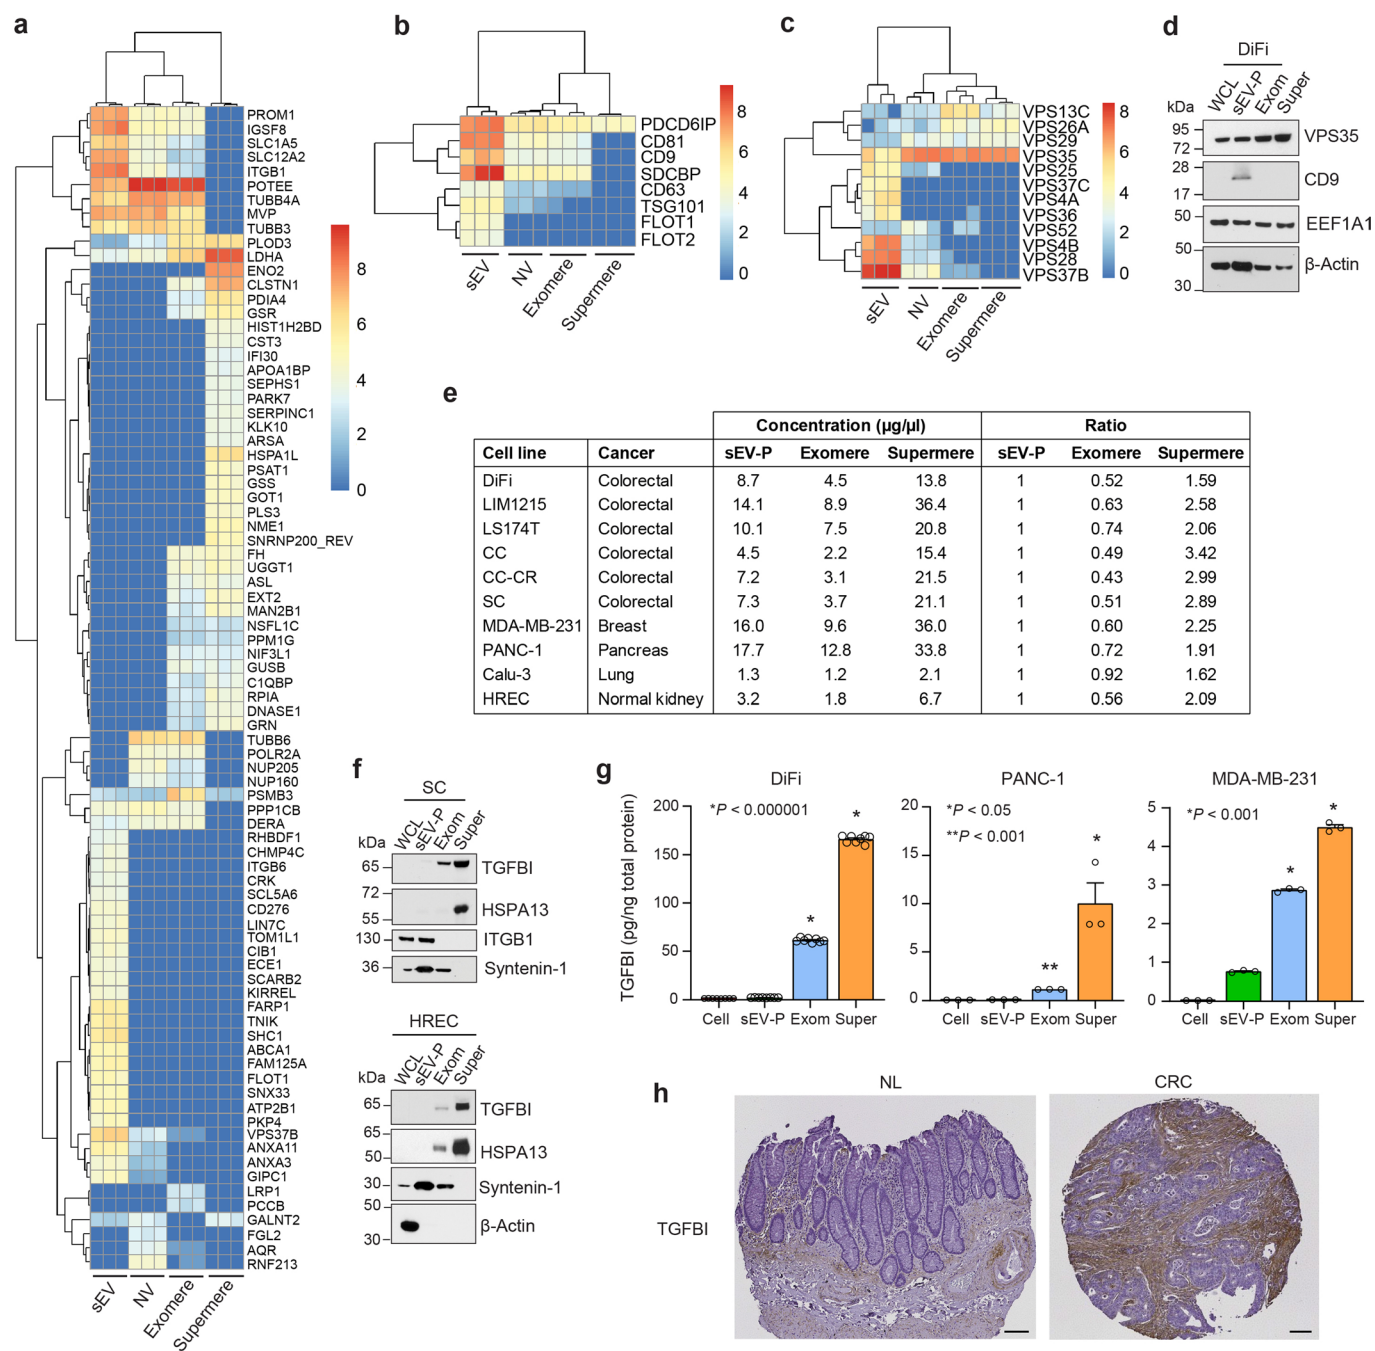 a
PROM1
IGSF8
SLC1A5
SLC12A2
ITGB1
POTEE
TUBB4A
MVP
TUBB3
PLOD3
LDHA
ENO2
CLSTN1
PDIA4
GSR
HIST1H2BD
CST3
IFI30
APOA1BP
SEPHS1
PARK7
SERPINC1
KLK10
ARSA
HSPA1L
PSAT1
GSS
GOT1
PLS3
NME1
SNRNP200_REV
FH
UGGT1
ASL
EXT2
MAN2B1
NSFL1C
PPM1G
NIF3L1
GUSB
C1QBP
RPIA
DNASE1
GRN
TUBB6
POLR2A
NUP205
NUP160
PSMB3
PPP1CB
DERA
RHBDF1
CHMP4C
ITGB6
CRK
SCL5A6
CD276
LIN7C
TOM1L1
CIB1
ECE1
SCARB2
KIRREL
FARP1
TNIK
SHC1
ABCA1
FAM125A
FLOT1
SNX33
ATP2B1
PKP4
VPS37B
ANXA11
ANXA3
GIPC1
LRP1
PCCB
GALNT2
FGL2
AQR
RNF213
8
6
4
2
0
sEV NV Exomere Supermere
b
PDCD6IP
CD81
CD9
SDCBP
CD63
TSG101
FLOT1
FLOT2
8
6
4
2
0
sEV NV Exomere Supermere
c
VPS13C
VPS26A
VPS29
VPS35
VPS25
VPS37C
VPS4A
VPS36
VPS52
VPS4B
VPS28
VPS37B
8
6
4
2
0
sEV NV Exomere Supermere
d
DiFi
kDa WCL sEV-P Exom Super
95
72
VPS35
28
17
CD9
50
EEF1A1
50
30
β-Actin
e
Concentration (μg/μl) Ratio
Cell line Cancer sEV-P Exomere Supermere sEV-P Exomere Supermere
DiFi Colorectal 8.7 4.5 13.8 1 0.52 1.59
LIM1215 Colorectal 14.1 8.9 36.4 1 0.63 2.58
LS174T Colorectal 10.1 7.5 20.8 1 0.74 2.06
CC Colorectal 4.5 2.2 15.4 1 0.49 3.42
CC-CR Colorectal 7.2 3.1 21.5 1 0.43 2.99
SC Colorectal 7.3 3.7 21.1 1 0.51 2.89
MDA-MB-231 Breast 16.0 9.6 36.0 1 0.60 2.25
PANC-1 Pancreas 17.7 12.8 33.8 1 0.72 1.91
Calu-3 Lung 1.3 1.2 2.1 1 0.92 1.62
HREC Normal kidney 3.2 1.8 6.7 1 0.56 2.09
f
SC
kDa WCL sEV-P Exom Super
65
TGFBI
72
55
HSPA13
130
ITGB1
36
Syntenin-1
HREC
kDa WCL sEV-P Exom Super
65
TGFBI
65
50
HSPA13
30
Syntenin-1
50
30
β-Actin
g
TGFBI (pg/ng total protein)
DiFi
*P < 0.000001
200
150
100
50
0
* *
Cell sEV-P Exom Super
PANC-1
*P < 0.05
**P < 0.001
20
15
10
5
0
** *
Cell sEV-P Exom Super
MDA-MB-231
*P < 0.001
5
4
3
2
1
0
* *
Cell sEV-P Exom Super
h
NL CRC
TGFBI